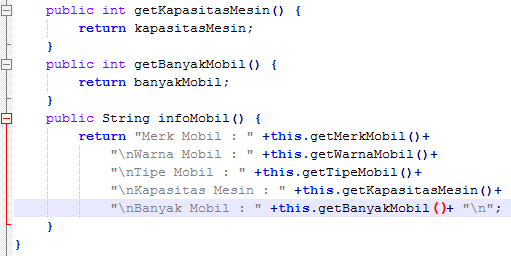 public int getKapasitasMesin() {
return kapasitasMesin;
}
public int getBanyakMobil() {
return banyakMobil;
}
public String infoMobil() {
return "Merk Mobil : " +this.getMerkMobil()+
"\nWarna Mobil : " +this.getWarnaMobil()+
"\nTipe Mobil : " +this.getTipeMobil()+
"\nKapasitas Mesin : " +this.getKapasitasMesin()+
"\nBanyak Mobil : " +this.getBanyakMobil()+ "\n";
}
}